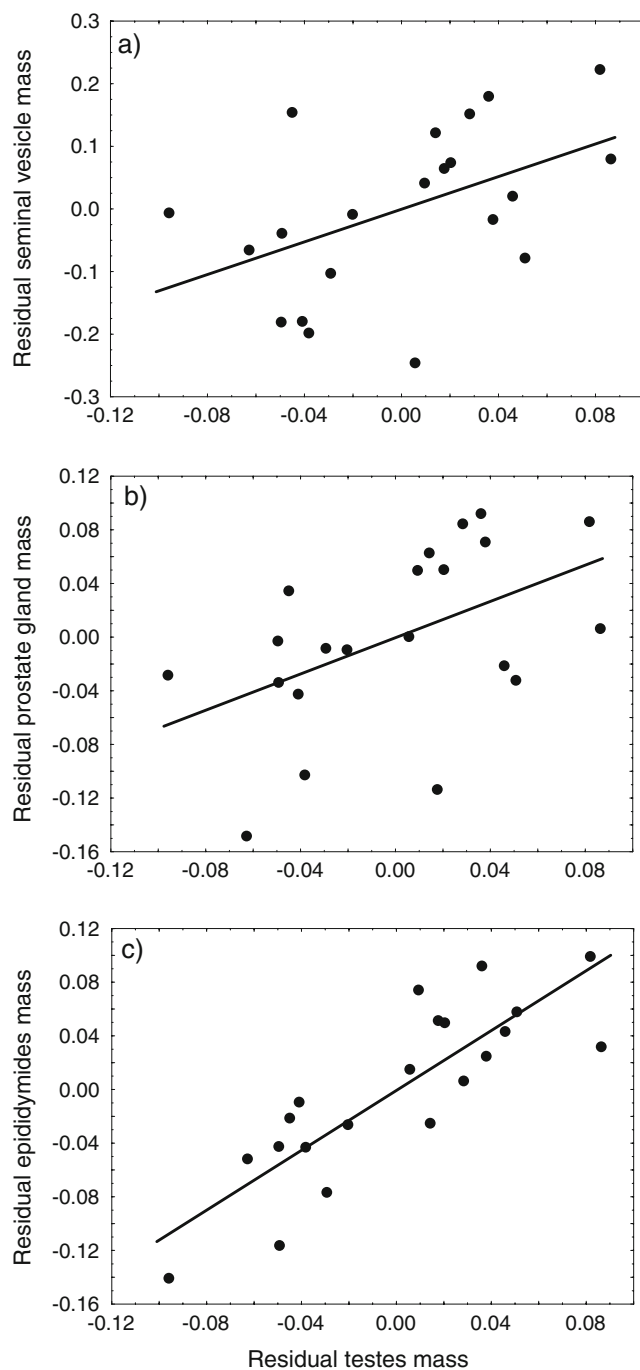 a)
Residual seminal vesicle mass
0.3
0.2
0.1
0.0
-0.1
-0.2
-0.3
-0.12 -0.08 -0.04 0.00 0.04 0.08
b)
Residual prostate gland mass
0.12
0.08
0.04
0.00
-0.04
-0.08
-0.12
-0.16
-0.12 -0.08 -0.04 0.00 0.04 0.08
c)
Residual epididymides mass
0.12
0.08
0.04
0.00
-0.04
-0.08
-0.12
-0.16
-0.12 -0.08 -0.04 0.00 0.04 0.08
Residual testes mass